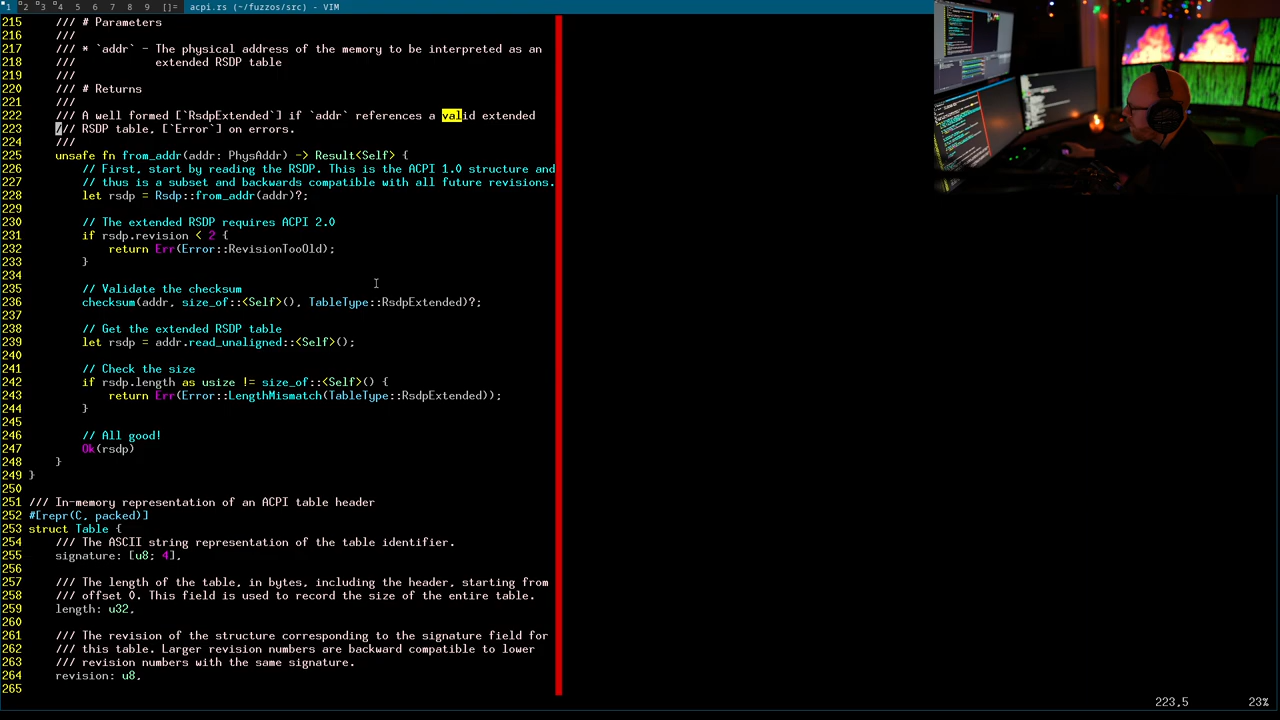 1 2 3 4 5 6 7 8 9 []= acpi.rs (~/fuzzos/src) - VIM
215     /// # Parameters
216     ///
217     /// * `addr` - The physical address of the memory to be interpreted as an
218     ///            extended RSDP table
219     ///
220     /// # Returns
221     ///
222     /// A well formed [`RsdpExtended`] if `addr` references a valid extended
223     /// RSDP table, [`Error`] on errors.
224     ///
225     unsafe fn from_addr(addr: PhysAddr) -> Result<Self> {
226         // First, start by reading the RSDP. This is the ACPI 1.0 structure and
227         // thus is a subset and backwards compatible with all future revisions.
228         let rsdp = Rsdp::from_addr(addr)?;
229
230         // The extended RSDP requires ACPI 2.0
231         if rsdp.revision < 2 {
232             return Err(Error::RevisionTooOld);
233         }
234
235         // Validate the checksum
236         checksum(addr, size_of::<Self>(), TableType::RsdpExtended)?;
237
238         // Get the extended RSDP table
239         let rsdp = addr.read_unaligned::<Self>();
240
241         // Check the size
242         if rsdp.length as usize != size_of::<Self>() {
243             return Err(Error::LengthMismatch(TableType::RsdpExtended));
244         }
245
246         // All good!
247         Ok(rsdp)
248     }
249 }
250
251 /// In-memory representation of an ACPI table header
252 #[repr(C, packed)]
253 struct Table {
254     /// The ASCII string representation of the table identifier.
255     signature: [u8; 4],
256
257     /// The length of the table, in bytes, including the header, starting from
258     /// offset 0. This field is used to record the size of the entire table.
259     length: u32,
260
261     /// The revision of the structure corresponding to the signature field for
262     /// this table. Larger revision numbers are backward compatible to lower
263     /// revision numbers with the same signature.
264     revision: u8,
265
223,5 23%